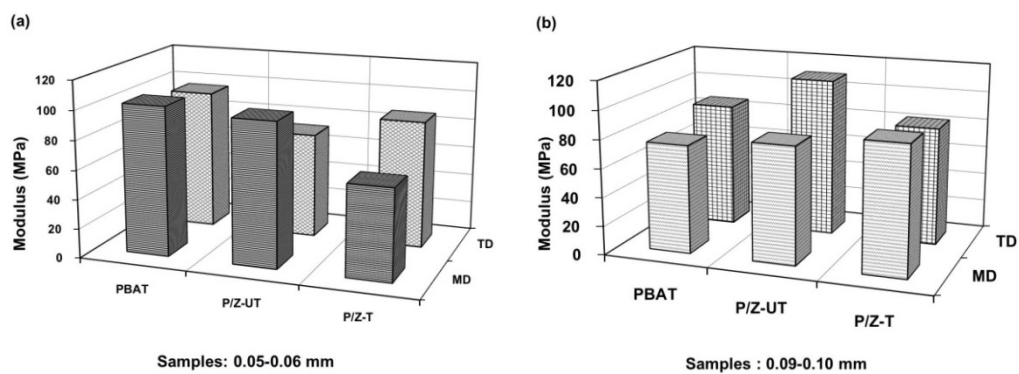 (a)
Modulus (MPa)
120
100
80
60
40
20
0
PBAT
P/Z-UT
P/Z-T
MD
TD
Samples: 0.05-0.06 mm
(b)
Modulus (MPa)
120
100
80
60
40
20
0
PBAT
P/Z-UT
P/Z-T
MD
TD
Samples : 0.09-0.10 mm